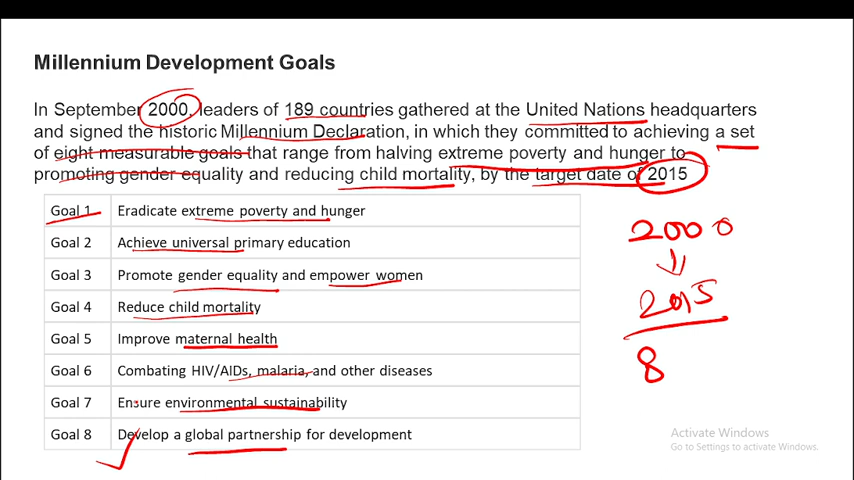 Millennium Development Goals
In September 2000, leaders of 189 countries gathered at the United Nations headquarters
and signed the historic Millennium Declaration, in which they committed to achieving a set
of eight measurable goals that range from halving extreme poverty and hunger to
promoting gender equality and reducing child mortality, by the target date of 2015
Goal 1 Eradicate extreme poverty and hunger
Goal 2 Achieve universal primary education
Goal 3 Promote gender equality and empower women
Goal 4 Reduce child mortality
Goal 5 Improve maternal health
Goal 6 Combating HIV/AIDs, malaria, and other diseases
Goal 7 Ensure environmental sustainability
Goal 8 Develop a global partnership for development
2000
2015
8
Activate Windows
Go to Settings to activate Windows.